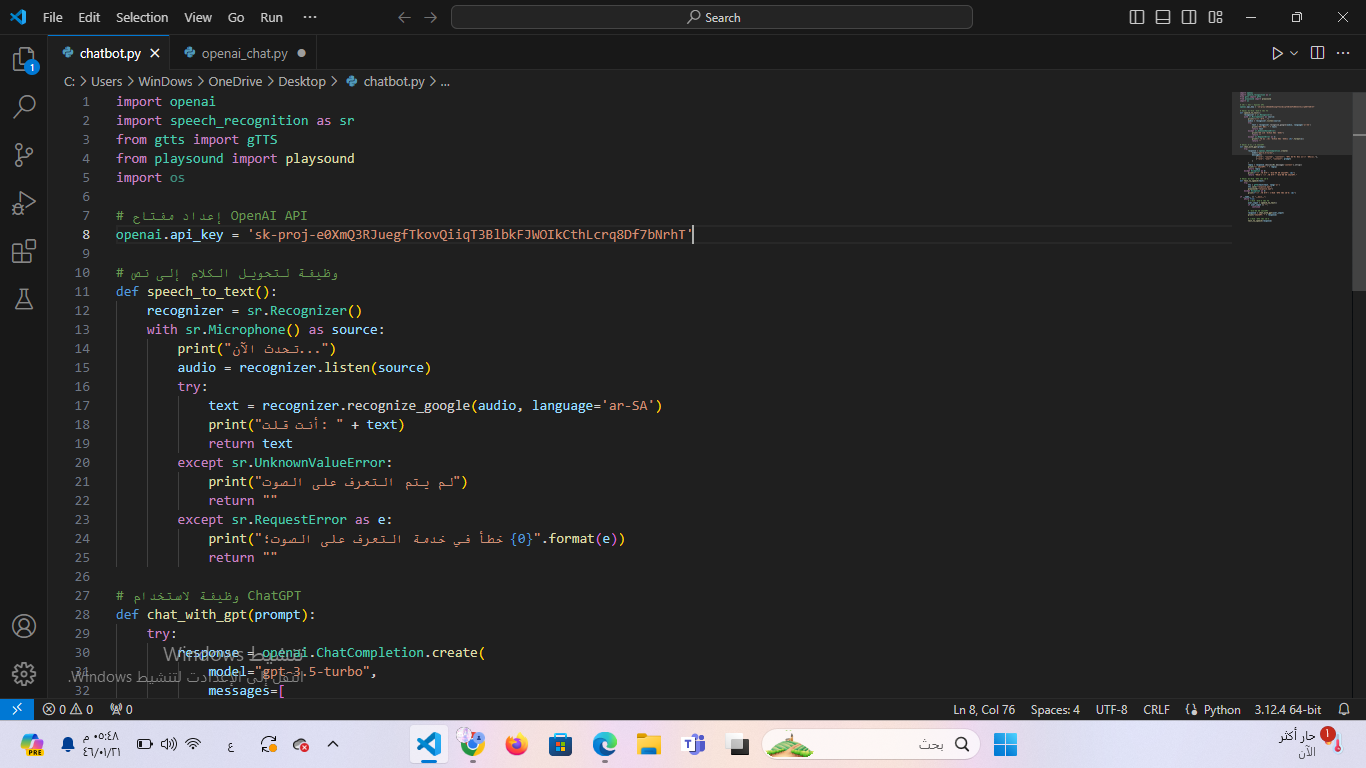 File Edit Selection View Go Run ...
Search
chatbot.py
openai_chat.py
C: > Users > WinDows > OneDrive > Desktop > chatbot.py > ...
1 import openai
2 import speech_recognition as sr
3 from gtts import gTTS
4 from playsound import playsound
5 import os
6
7 # إعداد مفتاح OpenAI API
8 openai.api_key = 'sk-proj-e0XmQ3RJuegfTkovQiiqT3BlbkFJWOIkCthLcrq8Df7bNrhT'
9
10 # وظيفة لتحويل الكلام إلى نص
11 def speech_to_text():
12 recognizer = sr.Recognizer()
13 with sr.Microphone() as source:
14 print("تحدث الآن...")
15 audio = recognizer.listen(source)
16 try:
17 text = recognizer.recognize_google(audio, language='ar-SA')
18 print("أنت قلت: " + text)
19 return text
20 except sr.UnknownValueError:
21 print("لم يتم التعرف على الصوت")
22 return ""
23 except sr.RequestError as e:
24 print("خطأ في خدمة التعرف على الصوت؛ {0}".format(e))
25 return ""
26
27 # وظيفة لاستخدام ChatGPT
28 def chat_with_gpt(prompt):
29 try:
30 response = openai.ChatCompletion.create(
31 model="gpt-3.5-turbo",
32 messages=[
تنشيط Windows
انتقل إلى الإعدادت لتنشيط Windows.
0 0 0
Ln 8, Col 76 Spaces: 4 UTF-8 CRLF Python 3.12.4 64-bit
PRE
٠٥:٤٨ م
٤٦/٠١/٢١
ع
بحث
حار أكثر
الآن
1